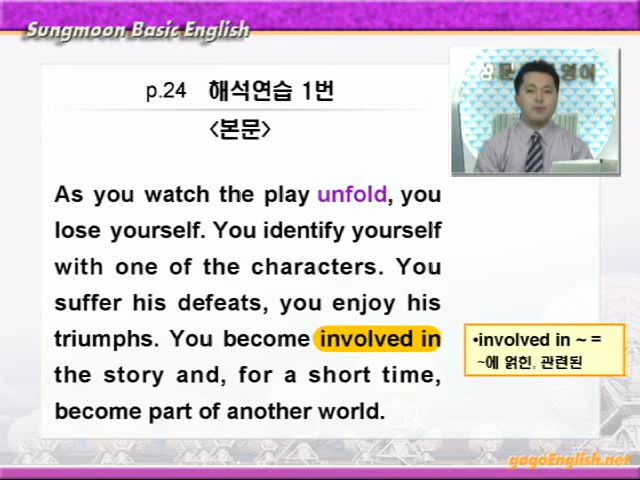 Sungmoon Basic English
p.24 해석연습 1번
<본문>
As you watch the play unfold, you
lose yourself. You identify yourself
with one of the characters. You
suffer his defeats, you enjoy his
triumphs. You become involved in
the story and, for a short time,
become part of another world.
•involved in ~ =
~에 얽힌, 관련된
gogoEnglish.net